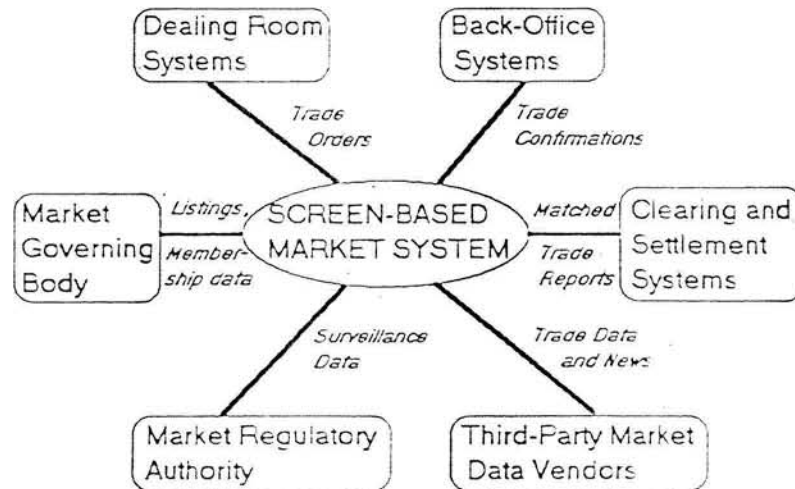 Dealing Room
Systems
Back-Office
Systems
Trade
Orders
Trade
Confirmations
Market
Governing
Body
Listings,
Member-
ship data
SCREEN-BASED
MARKET SYSTEM
Matched
Trade
Reports
Clearing and
Settlement
Systems
Surveillance
Data
Trade Data
and News
Market Regulatory
Authority
Third-Party Market
Data Vendors